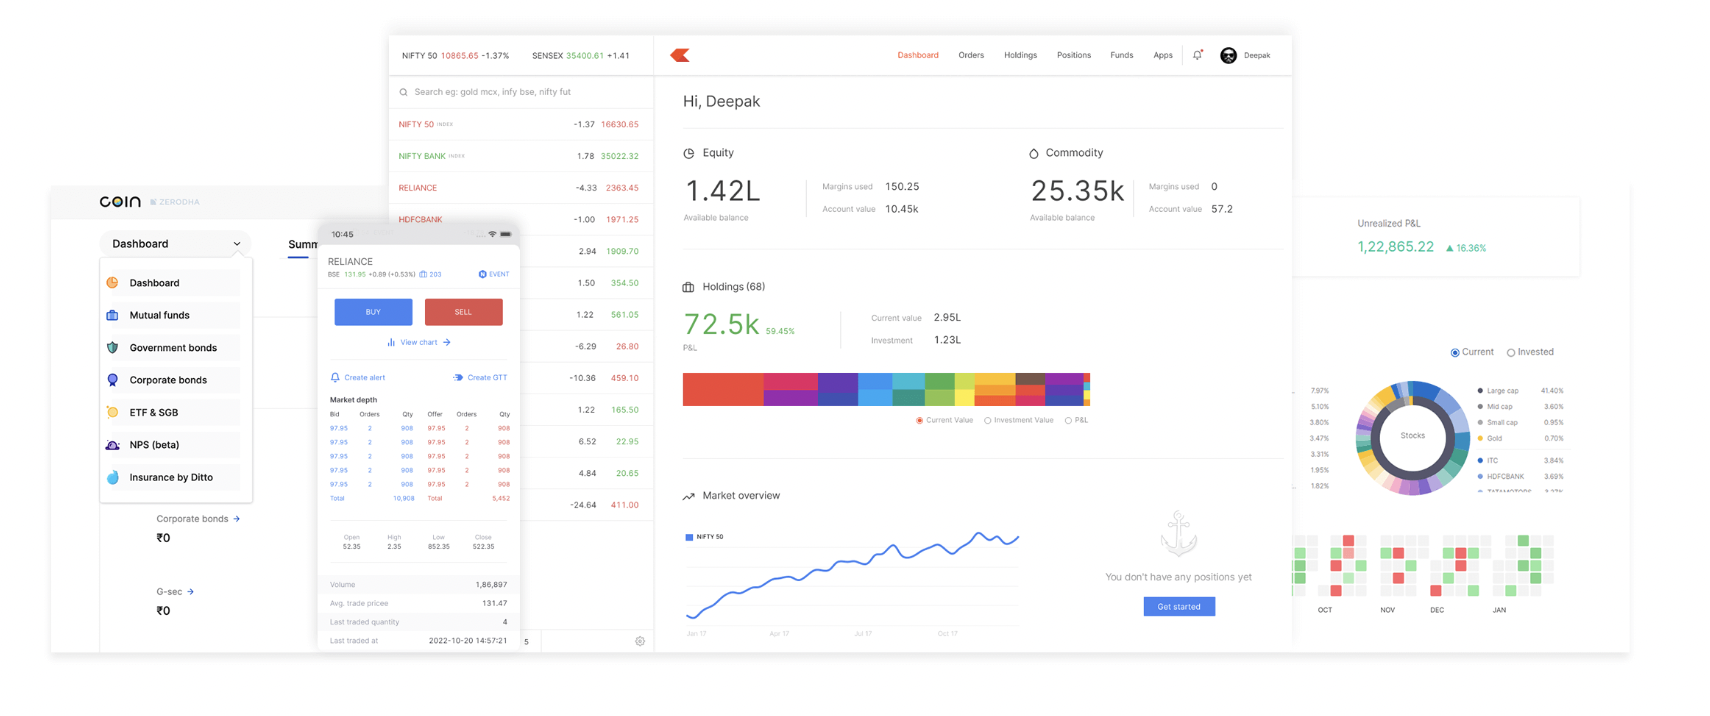 NIFTY 50 10865.65 -1.37% SENSEX 35400.61 +1.41
Dashboard Orders Holdings Positions Funds Apps Deepak
Search eg: gold mcx, infy bse, nifty fut
NIFTY 50 INDEX -1.37 16630.65
NIFTY BANK INDEX 1.78 35022.32
RELIANCE -4.33 2363.45
HDFCBANK -1.00 1971.25
2.94 1909.70
1.50 354.50
1.22 561.05
-6.29 26.80
-10.36 459.10
1.22 165.50
6.52 22.95
4.84 20.65
-24.64 411.00
5
Hi, Deepak
Equity
1.42L
Available balance
Margins used 150.25
Account value 10.45k
Commodity
25.35k
Available balance
Margins used 0
Account value 57.2
Holdings (68)
72.5k 59.45%
P&L
Current value 2.95L
Investment 1.23L
Current Value Investment Value P&L
Market overview
NIFTY 50
Jan 17 Apr 17 Jul 17 Oct 17
You don't have any positions yet
Get started
COIN ZERODHA
Dashboard
Dashboard
Mutual funds
Government bonds
Corporate bonds
ETF & SGB
NPS (beta)
Insurance by Ditto
Corporate bonds →
₹0
G-sec →
₹0
10:45
RELIANCE
BSE 131.95 +0.69 (+0.53%) 203 EVENT
BUY SELL
View chart →
Create alert Create GTT
Market depth
Bid Orders Qty Offer Orders Qty
97.95 2 908 97.95 2 908
97.95 2 908 97.95 2 908
97.95 2 908 97.95 2 908
97.95 2 908 97.95 2 908
97.95 2 908 97.95 2 908
Total 10,908 Total 5,452
Open High Low Close
52.35 2.35 852.35 522.35
Volume 1,86,897
Avg. trade pricee 131.47
Last traded quantity 4
Last traded at 2022-10-20 14:57:21
Unrealized P&L
1,22,865.22 ▲ 16.36%
Current Invested
7.97%
5.10%
3.80%
3.47%
3.31%
1.95%
1.82%
Stocks
Large cap 41.40%
Mid cap 3.60%
Small cap 0.95%
Gold 0.70%
ITC 3.84%
HDFCBANK 3.69%
OCT NOV DEC JAN